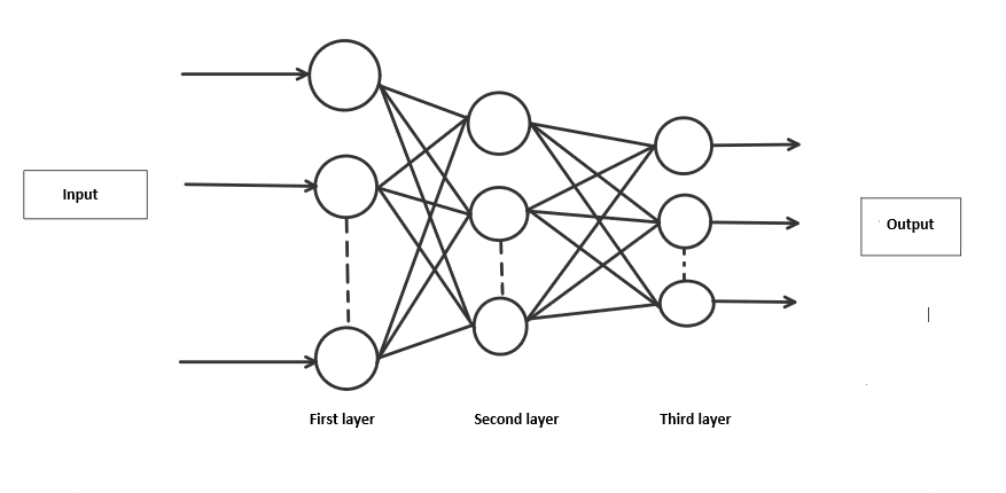 Input
Output
First layer
Second layer
Third layer